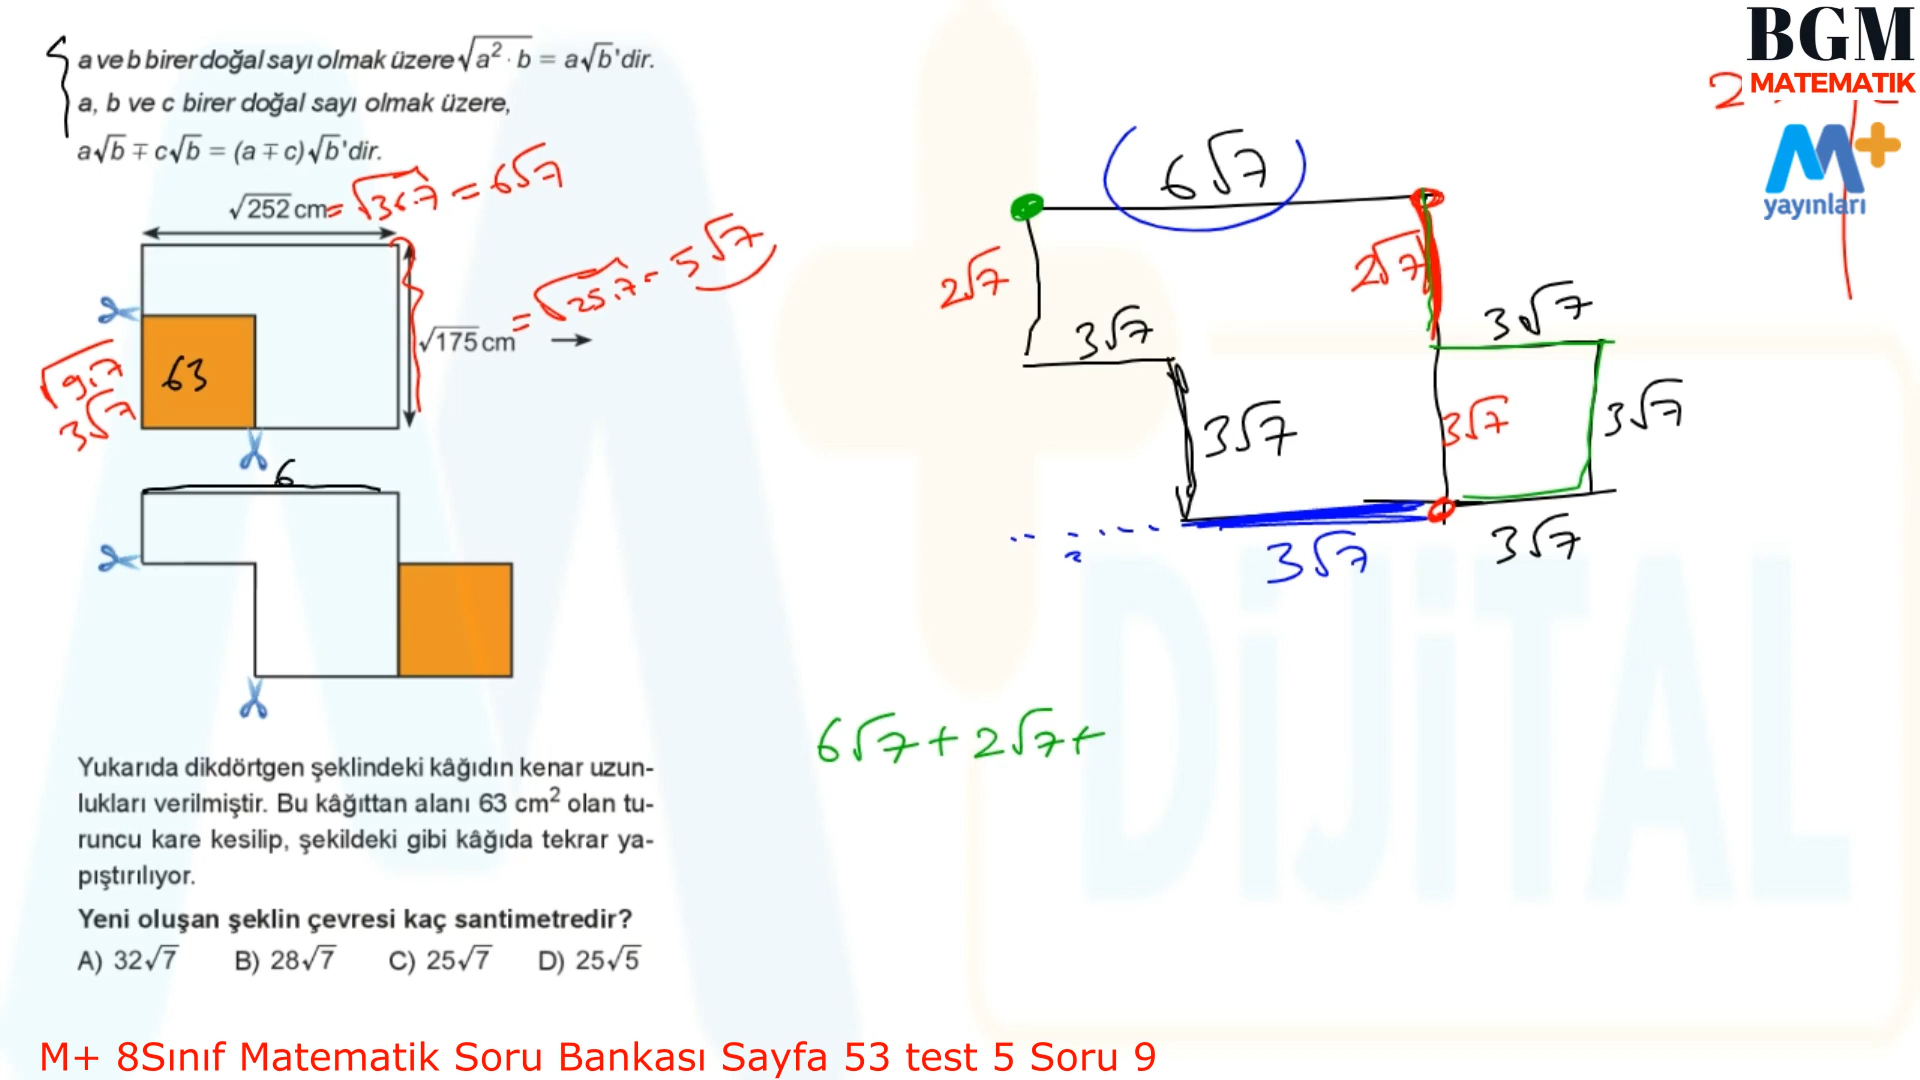 a ve b birer doğal sayı olmak üzere √a² · b = a√b'dir.
a, b ve c birer doğal sayı olmak üzere,
a√b ∓ c√b = (a ∓ c)√b'dir.
√252 cm = √36.7 = 6√7
√175 cm = √25.7 = 5√7
63
√9.7
3√7
6
Yukarıda dikdörtgen şeklindeki kâğıdın kenar uzun-
lukları verilmiştir. Bu kâğıttan alanı 63 cm² olan tu-
runcu kare kesilip, şekildeki gibi kâğıda tekrar ya-
pıştırılıyor.
Yeni oluşan şeklin çevresi kaç santimetredir?
A) 32√7 B) 28√7 C) 25√7 D) 25√5
6√7
2√7
2√7
3√7
3√7
3√7
3√7
3√7
3√7
3√7
6√7 + 2√7 +
BGM
MATEMATIK
M+
yayınları
DİJİTAL
M+ 8Sınıf Matematik Soru Bankası Sayfa 53 test 5 Soru 9